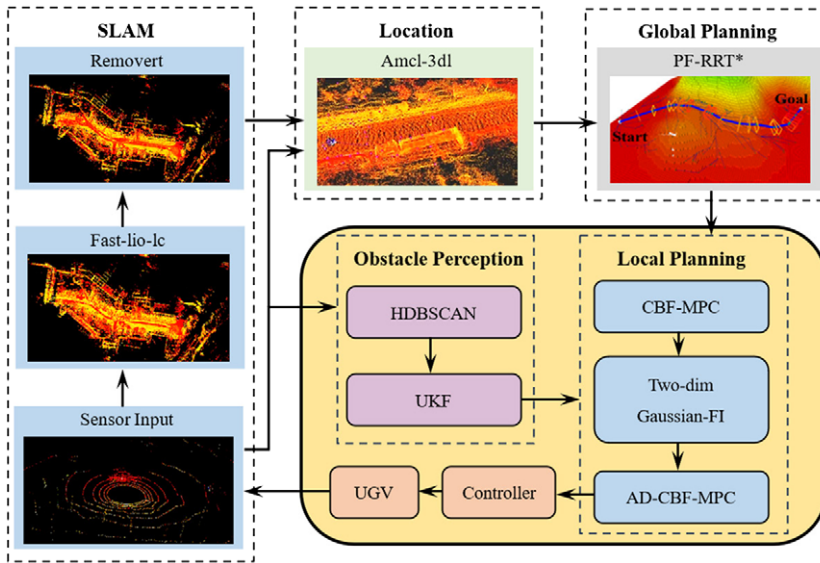 SLAM
Removert
Fast-lio-lc
Sensor Input
Location
Amcl-3dl
Global Planning
PF-RRT*
Start
Goal
Obstacle Perception
HDBSCAN
UKF
Local Planning
CBF-MPC
Two-dim
Gaussian-FI
AD-CBF-MPC
Controller
UGV